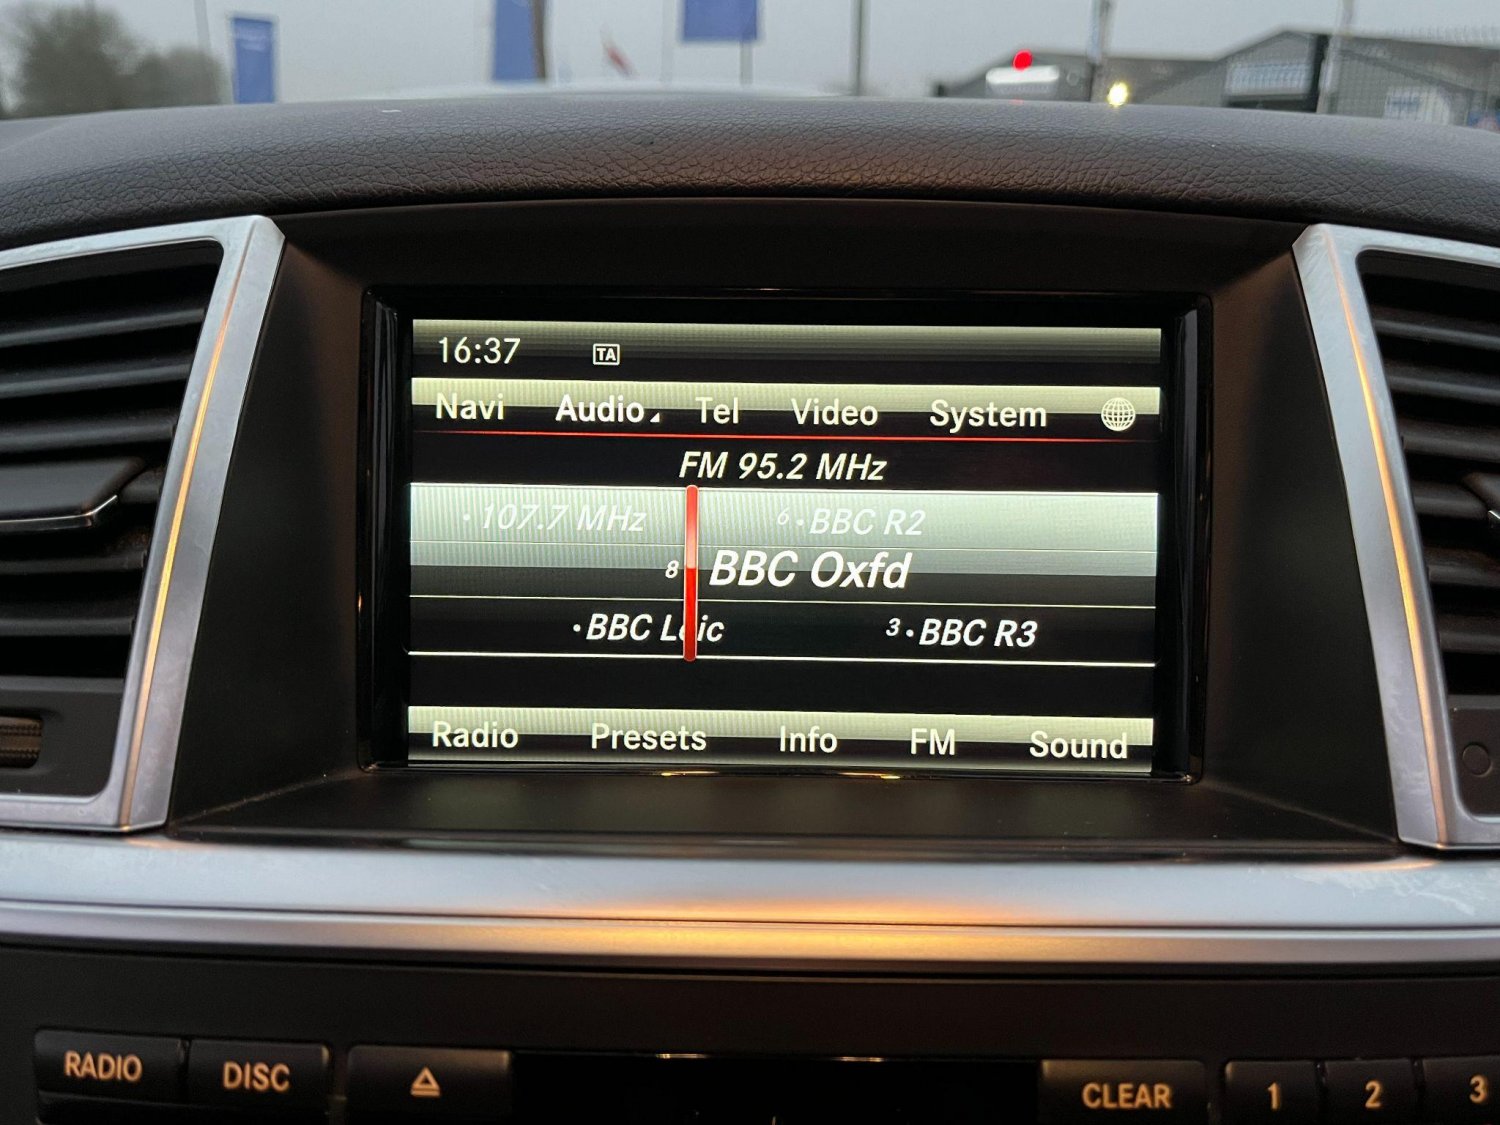 16:37 TA
Navi Audio Tel Video System
FM 95.2 MHz
107.7 MHz 6 BBC R2
8 BBC Oxfd
BBC Leic 3 BBC R3
Radio Presets Info FM Sound
RADIO DISC CLEAR 1 2 3